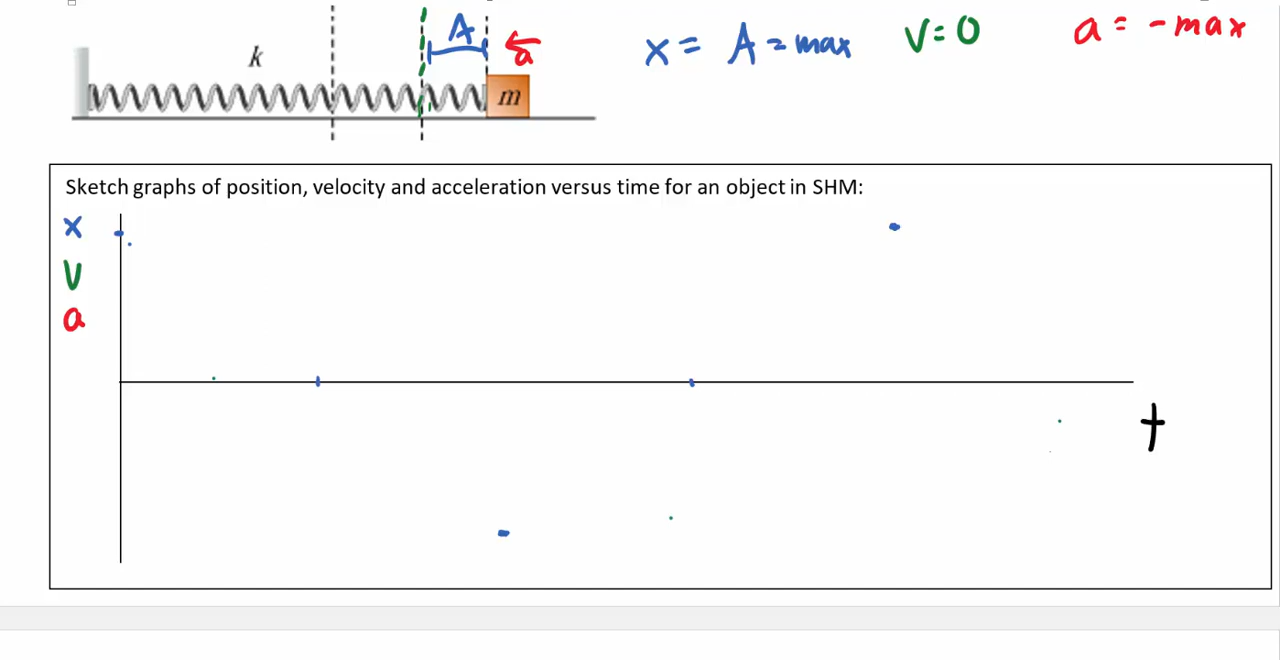 A
a
x = A = max
v = 0
a = - max
k
m
Sketch graphs of position, velocity and acceleration versus time for an object in SHM:
x
v
a
t